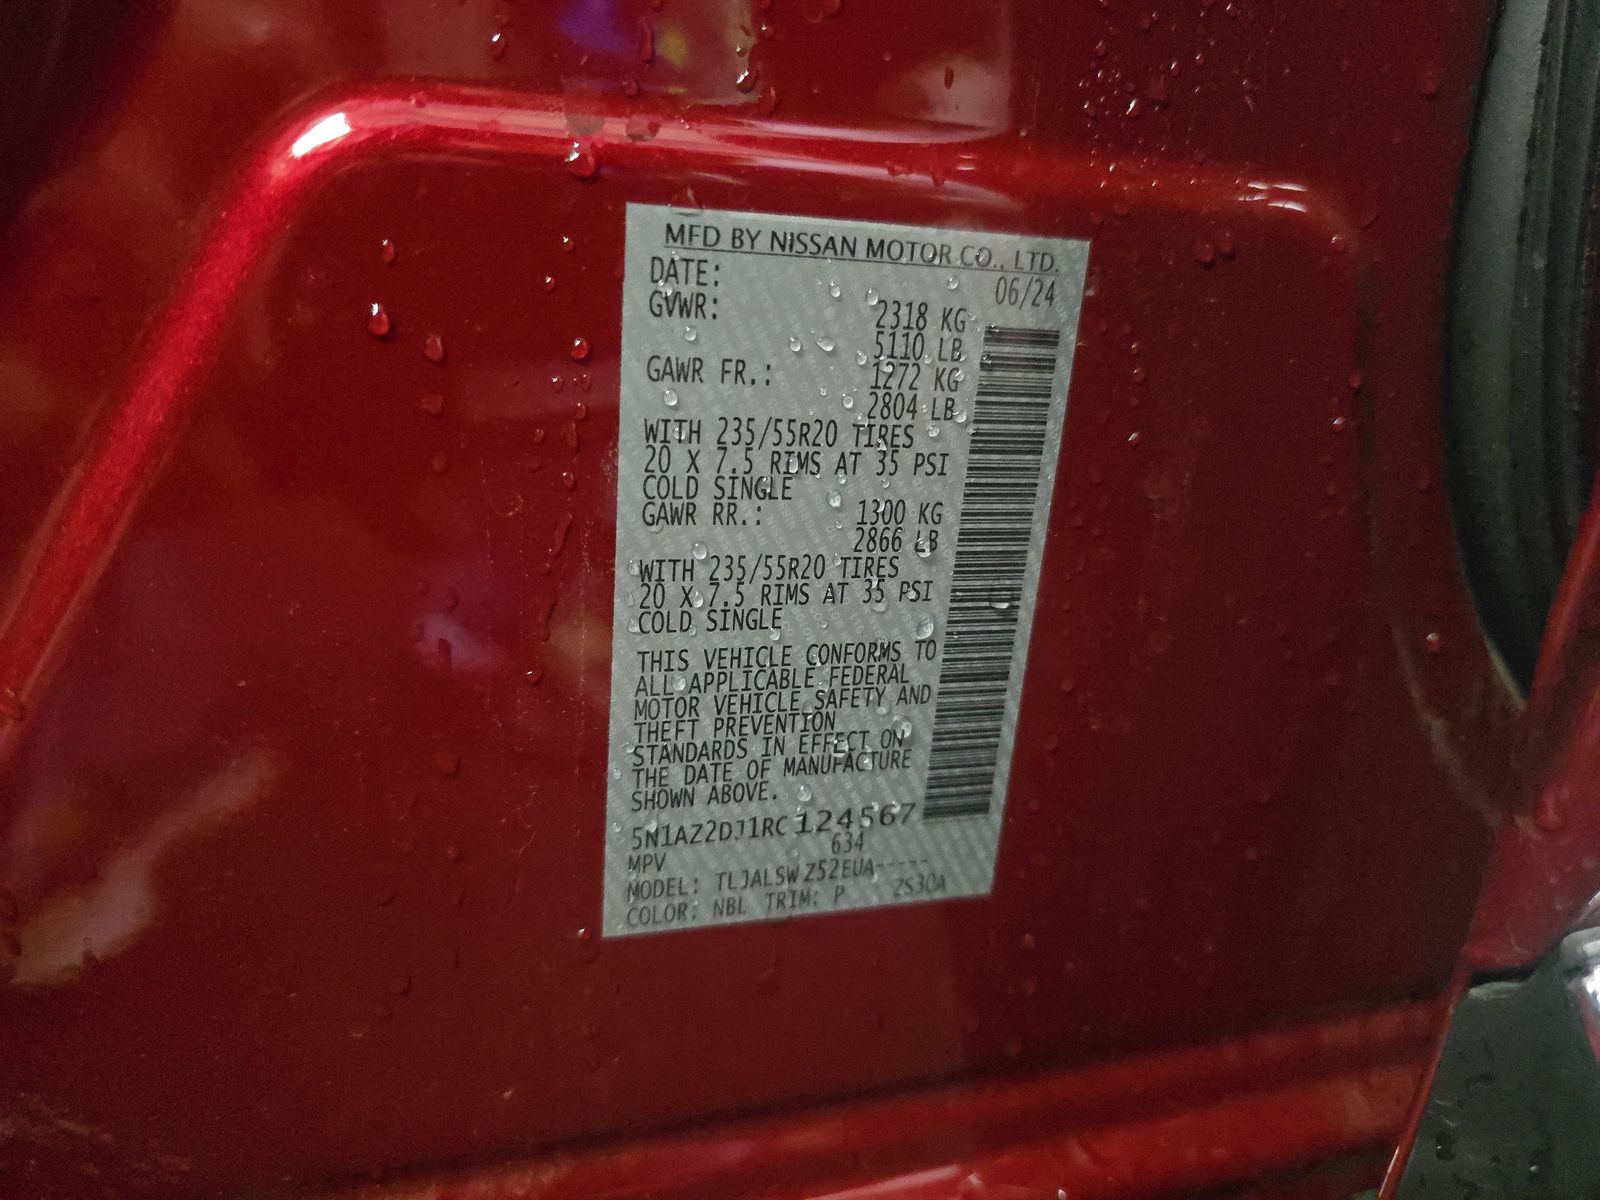 MFD BY NISSAN MOTOR CO., LTD.
DATE: 06/24
GVWR: 2318 KG
5110 LB
GAWR FR.: 1272 KG
2804 LB
WITH 235/55R20 TIRES
20 X 7.5 RIMS AT 35 PSI
COLD SINGLE
GAWR RR.: 1300 KG
2866 LB
WITH 235/55R20 TIRES
20 X 7.5 RIMS AT 35 PSI
COLD SINGLE
THIS VEHICLE CONFORMS TO
ALL APPLICABLE FEDERAL
MOTOR VEHICLE SAFETY AND
THEFT PREVENTION
STANDARDS IN EFFECT ON
THE DATE OF MANUFACTURE
SHOWN ABOVE.
5N1AZ2DJ1RC124567
MPV 634
MODEL: TLJALSWZ52EUA-----
COLOR: NBL TRIM: P ZS30A